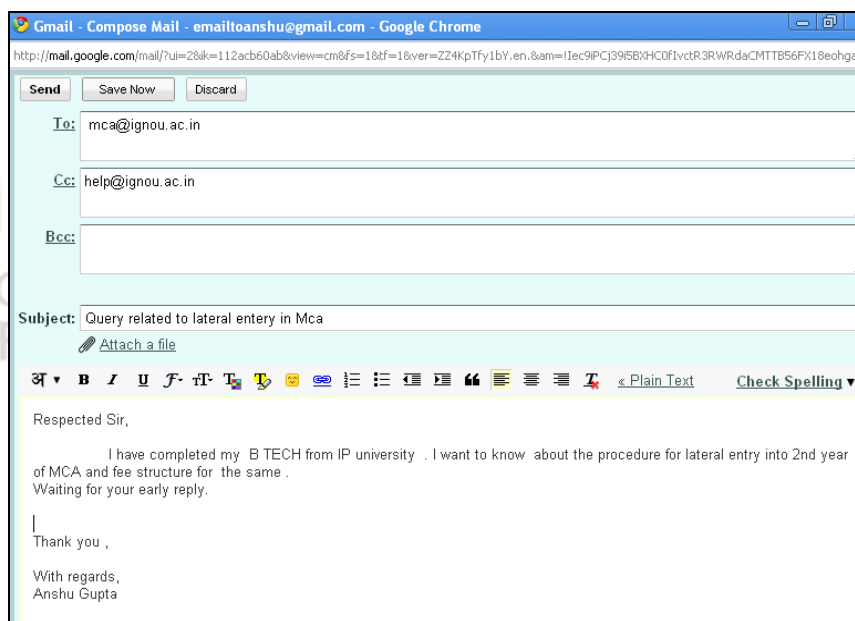 Gmail - Compose Mail - emailtoanshu@gmail.com - Google Chrome
http://mail.google.com/mail/?ui=2&ik=112acb60ab&view=cm&fs=1&tf=1&ver=ZZ4KpTfy1bY.en.&am=!Iec9iPCj39i5BXHC0fIvctR3RWRdaCMTTB56FX18eohga
Send Save Now Discard
To: mca@ignou.ac.in
Cc: help@ignou.ac.in
Bcc:
Subject: Query related to lateral entery in Mca
Attach a file
अ B I U « Plain Text Check Spelling
Respected Sir,
I have completed my B TECH from IP university . I want to know about the procedure for lateral entry into 2nd year
of MCA and fee structure for the same .
Waiting for your early reply.
Thank you ,
With regards,
Anshu Gupta